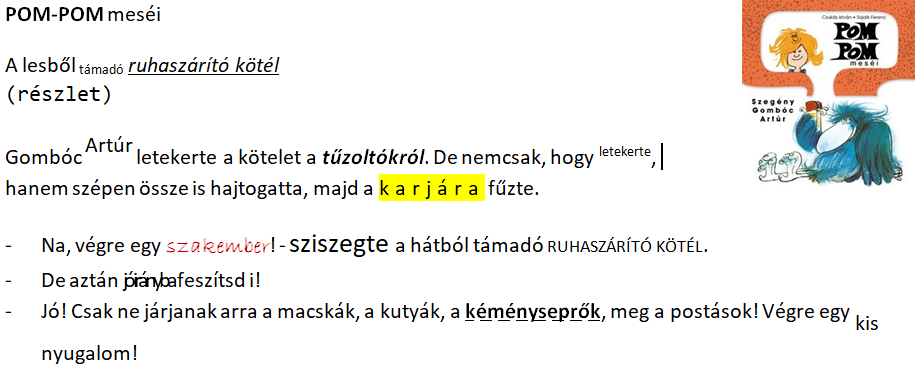 POM-POM meséi
Csukás István • Sajdik Ferenc
POM
POM
meséi
Szegény
Gombóc
Artúr
A lesből támadó ruhaszárító kötél
(részlet)
Gombóc Artúr letekerte a kötelet a tűzoltókról. De nemcsak, hogy letekerte,
hanem szépen össze is hajtogatta, majd a karjára fűzte.
- Na, végre egy szakember! - sziszegte a hátból támadó RUHASZÁRÍTÓ KÖTÉL.
- De aztán jó irányba feszítsd i!
- Jó! Csak ne járjanak arra a macskák, a kutyák, a kéményseprők, meg a postások! Végre egy kis
nyugalom!